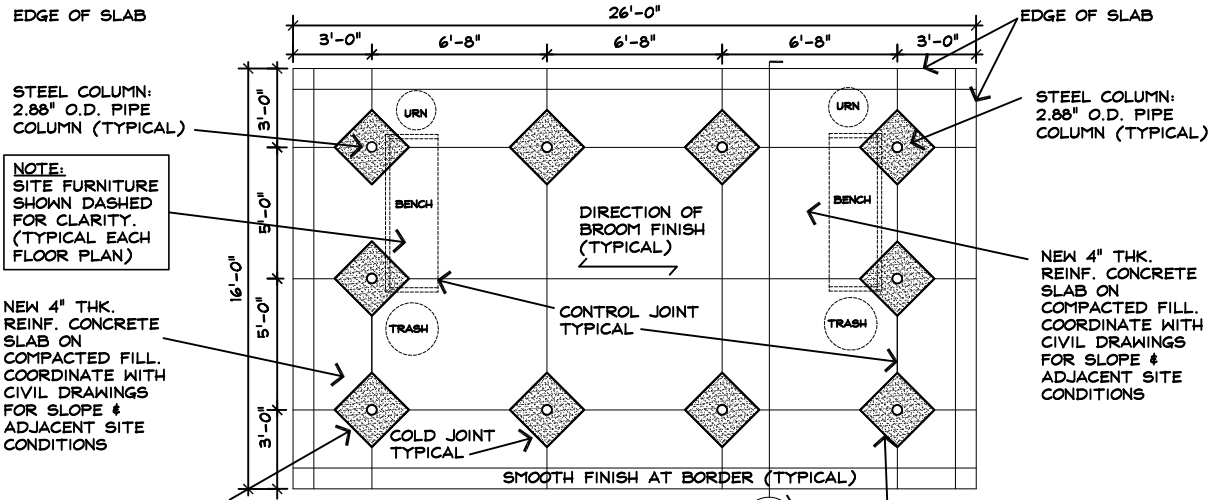 EDGE OF SLAB
26'-0"
EDGE OF SLAB
3'-0"
6'-8"
6'-8"
6'-8"
3'-0"
STEEL COLUMN:
2.88" O.D. PIPE
COLUMN (TYPICAL)
3'-0"
URN
URN
STEEL COLUMN:
2.88" O.D. PIPE
COLUMN (TYPICAL)
NOTE:
SITE FURNITURE
SHOWN DASHED
FOR CLARITY.
(TYPICAL EACH
FLOOR PLAN)
5'-0"
BENCH
BENCH
DIRECTION OF
BROOM FINISH
(TYPICAL)
16'-0"
NEW 4" THK.
REINF. CONCRETE
SLAB ON
COMPACTED FILL.
COORDINATE WITH
CIVIL DRAWINGS
FOR SLOPE &
ADJACENT SITE
CONDITIONS
5'-0"
TRASH
CONTROL JOINT
TYPICAL
TRASH
NEW 4" THK.
REINF. CONCRETE
SLAB ON
COMPACTED FILL.
COORDINATE WITH
CIVIL DRAWINGS
FOR SLOPE &
ADJACENT SITE
CONDITIONS
3'-0"
COLD JOINT
TYPICAL
SMOOTH FINISH AT BORDER (TYPICAL)